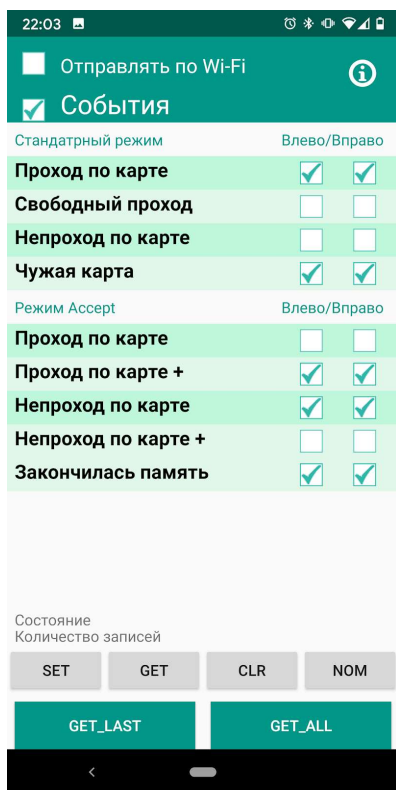 22:03
Отправлять по Wi-Fi
События
Стандатрный режим Влево/Вправо
Проход по карте
Свободный проход
Непроход по карте
Чужая карта
Режим Accept Влево/Вправо
Проход по карте
Проход по карте +
Непроход по карте
Непроход по карте +
Закончилась память
Состояние
Количество записей
SET GET CLR NOM
GET_LAST GET_ALL